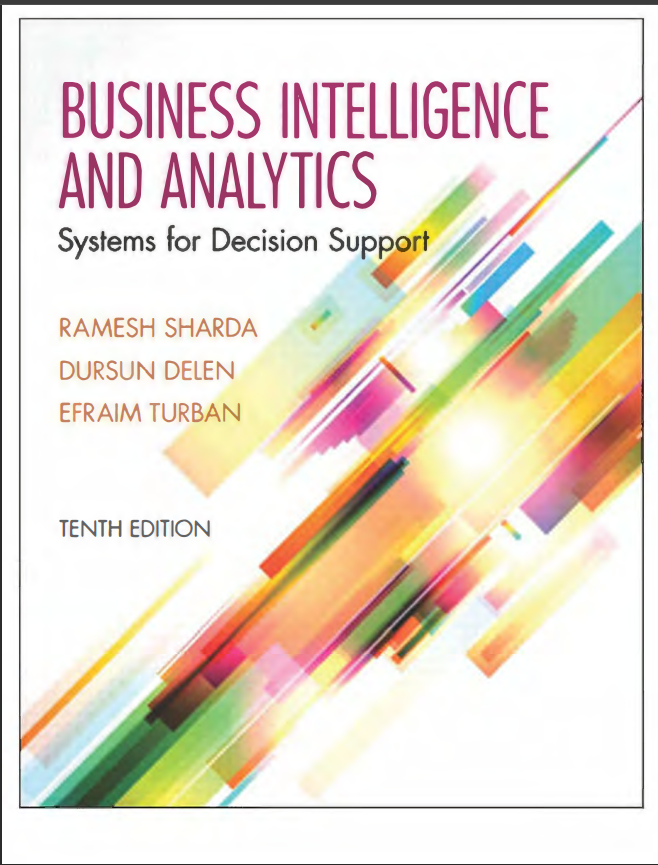 BUSINESS INTELLIGENCE
AND ANALYTICS
Systems for Decision Support
RAMESH SHARDA
DURSUN DELEN
EFRAIM TURBAN
TENTH EDITION